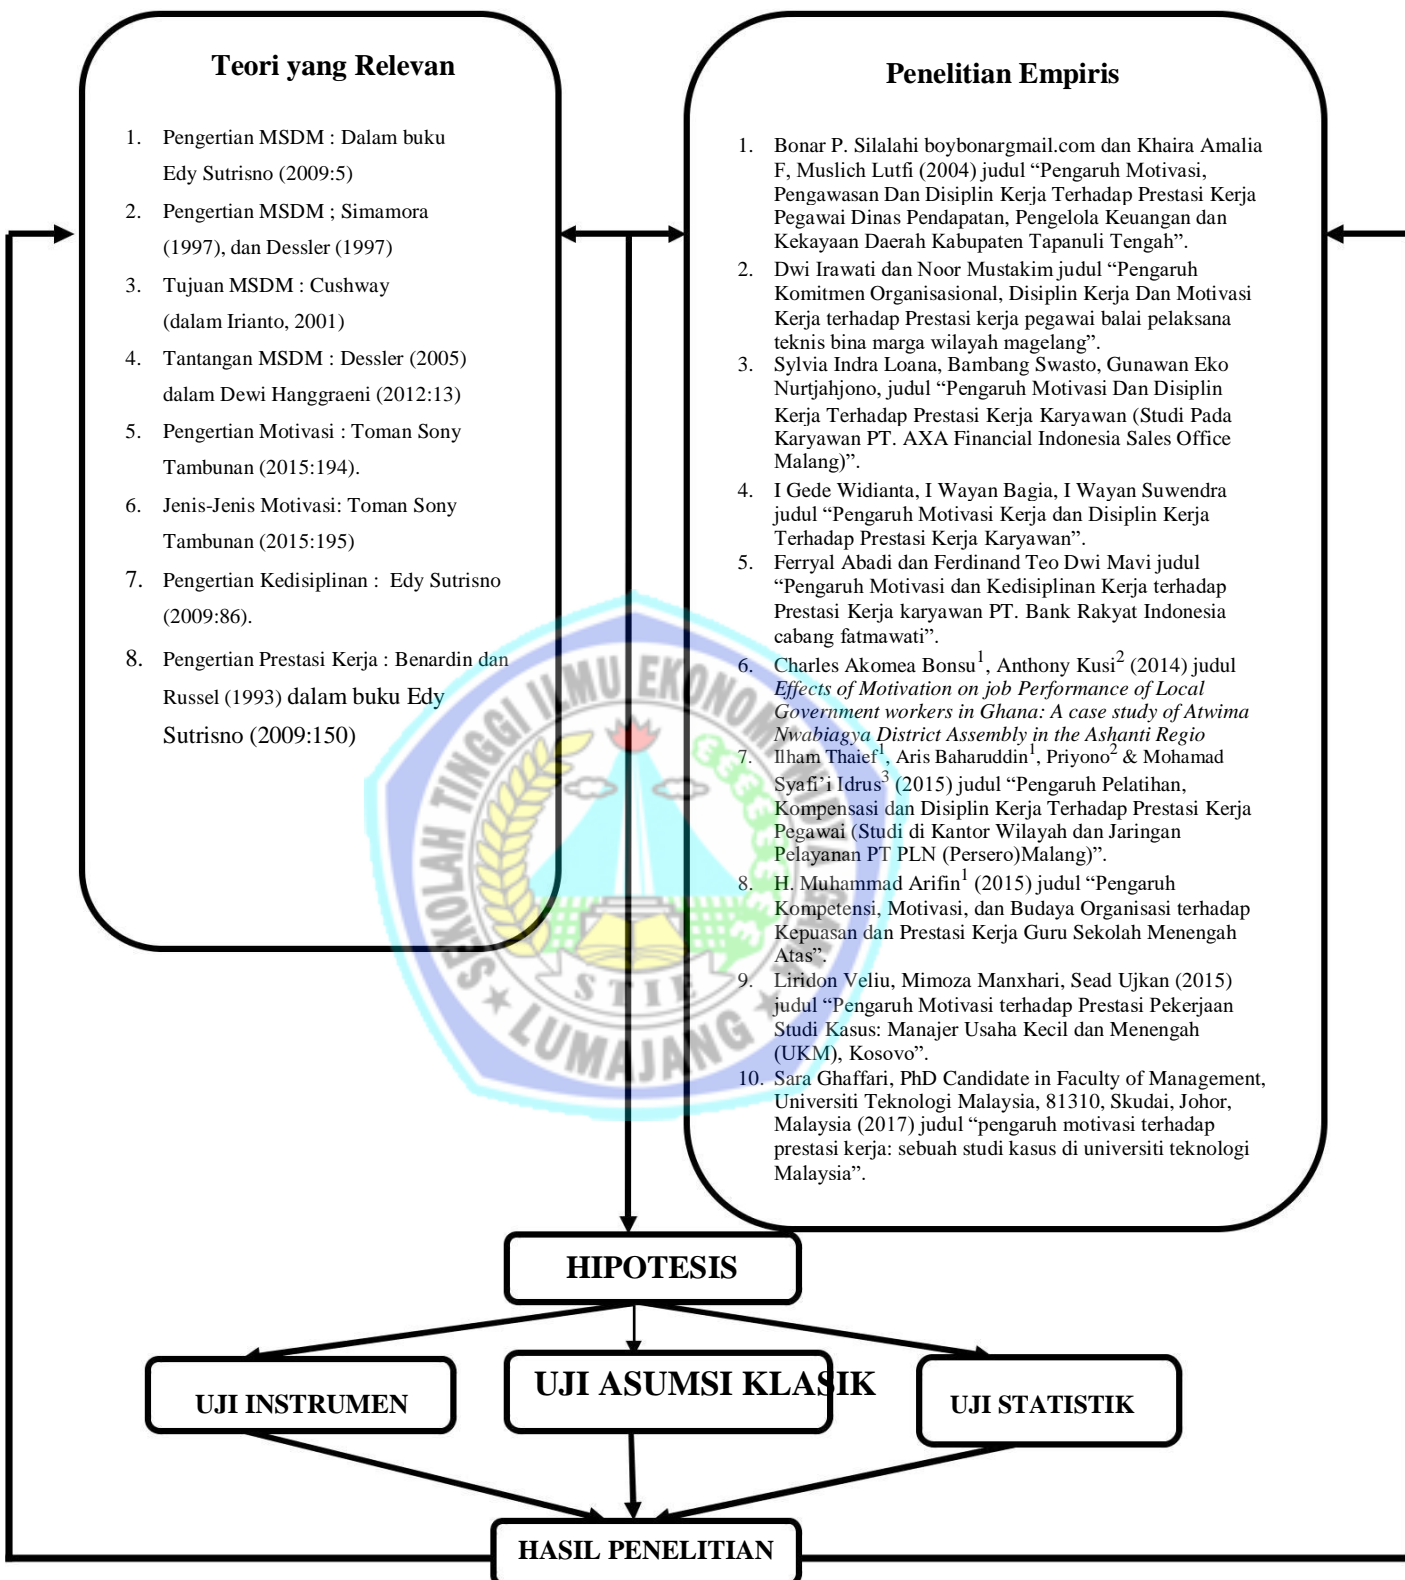 Teori yang Relevan
1. Pengertian MSDM : Dalam buku
Edy Sutrisno (2009:5)
2. Pengertian MSDM ; Simamora
(1997), dan Dessler (1997)
3. Tujuan MSDM : Cushway
(dalam Irianto, 2001)
4. Tantangan MSDM : Dessler (2005)
dalam Dewi Hanggraeni (2012:13)
5. Pengertian Motivasi : Toman Sony
Tambunan (2015:194).
6. Jenis-Jenis Motivasi: Toman Sony
Tambunan (2015:195)
7. Pengertian Kedisiplinan : Edy Sutrisno
(2009:86).
8. Pengertian Prestasi Kerja : Benardin dan
Russel (1993) dalam buku Edy
Sutrisno (2009:150)
Penelitian Empiris
1. Bonar P. Silalahi boybonargmail.com dan Khaira Amalia
F, Muslich Lutfi (2004) judul “Pengaruh Motivasi,
Pengawasan Dan Disiplin Kerja Terhadap Prestasi Kerja
Pegawai Dinas Pendapatan, Pengelola Keuangan dan
Kekayaan Daerah Kabupaten Tapanuli Tengah”.
2. Dwi Irawati dan Noor Mustakim judul “Pengaruh
Komitmen Organisasional, Disiplin Kerja Dan Motivasi
Kerja terhadap Prestasi kerja pegawai balai pelaksana
teknis bina marga wilayah magelang”.
3. Sylvia Indra Loana, Bambang Swasto, Gunawan Eko
Nurtjahjono, judul “Pengaruh Motivasi Dan Disiplin
Kerja Terhadap Prestasi Kerja Karyawan (Studi Pada
Karyawan PT. AXA Financial Indonesia Sales Office
Malang)”.
4. I Gede Widianta, I Wayan Bagia, I Wayan Suwendra
judul “Pengaruh Motivasi Kerja dan Disiplin Kerja
Terhadap Prestasi Kerja Karyawan”.
5. Ferryal Abadi dan Ferdinand Teo Dwi Mavi judul
“Pengaruh Motivasi dan Kedisiplinan Kerja terhadap
Prestasi Kerja karyawan PT. Bank Rakyat Indonesia
cabang fatmawati”.
6. Charles Akomea Bonsu1, Anthony Kusi2 (2014) judul
Effects of Motivation on job Performance of Local
Government workers in Ghana: A case study of Atwima
Nwabiagya District Assembly in the Ashanti Regio
7. Ilham Thaief1, Aris Baharuddin1, Priyono2 & Mohamad
Syafi’i Idrus3 (2015) judul “Pengaruh Pelatihan,
Kompensasi dan Disiplin Kerja Terhadap Prestasi Kerja
Pegawai (Studi di Kantor Wilayah dan Jaringan
Pelayanan PT PLN (Persero)Malang)”.
8. H. Muhammad Arifin1 (2015) judul “Pengaruh
Kompetensi, Motivasi, dan Budaya Organisasi terhadap
Kepuasan dan Prestasi Kerja Guru Sekolah Menengah
Atas”.
9. Liridon Veliu, Mimoza Manxhari, Sead Ujkan (2015)
judul “Pengaruh Motivasi terhadap Prestasi Pekerjaan
Studi Kasus: Manajer Usaha Kecil dan Menengah
(UKM), Kosovo”.
10. Sara Ghaffari, PhD Candidate in Faculty of Management,
Universiti Teknologi Malaysia, 81310, Skudai, Johor,
Malaysia (2017) judul “pengaruh motivasi terhadap
prestasi kerja: sebuah studi kasus di universiti teknologi
Malaysia”.
SEKOLAH TINGGI ILMU EKONOMI WIDYA GAMA
STIE
LUMAJANG
HIPOTESIS
UJI INSTRUMEN
UJI ASUMSI KLASIK
UJI STATISTIK
HASIL PENELITIAN